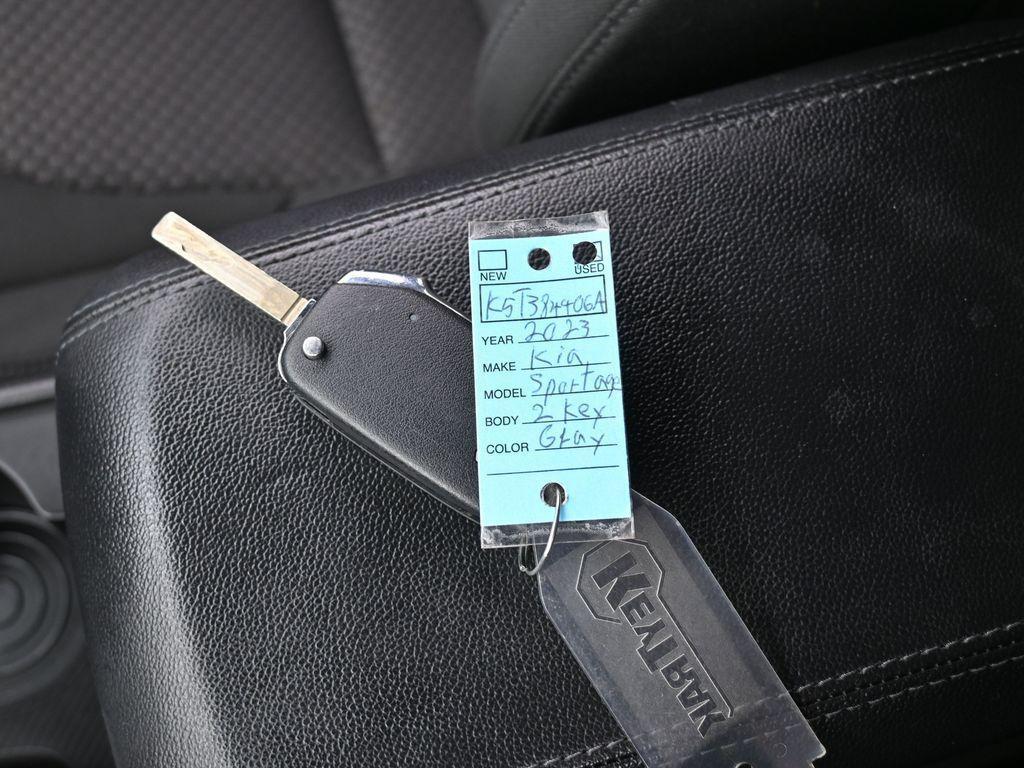 NEW USED
K5T384406A
YEAR 2023
MAKE Kia
MODEL Sportage
BODY 2 key
COLOR Gray
KEYTRAK